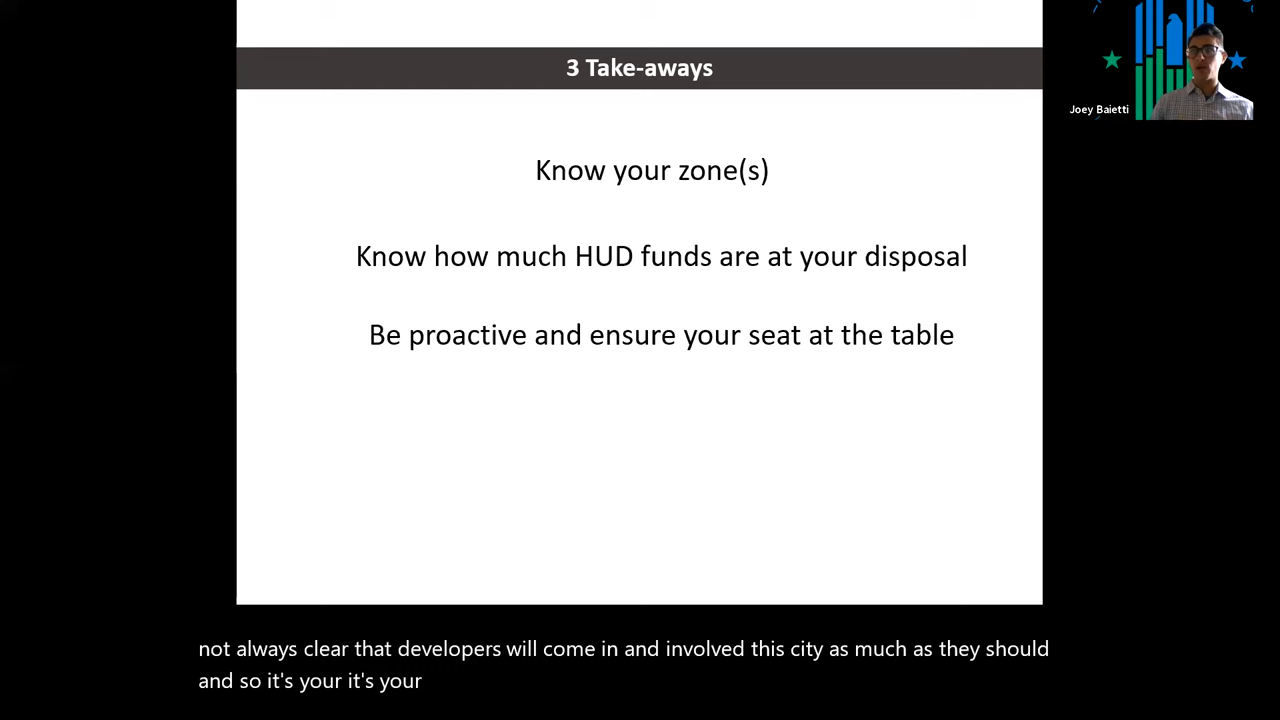 3 Take-aways
Joey Baietti
Know your zone(s)
Know how much HUD funds are at your disposal
Be proactive and ensure your seat at the table
not always clear that developers will come in and involved this city as much as they should
and so it's your it's your